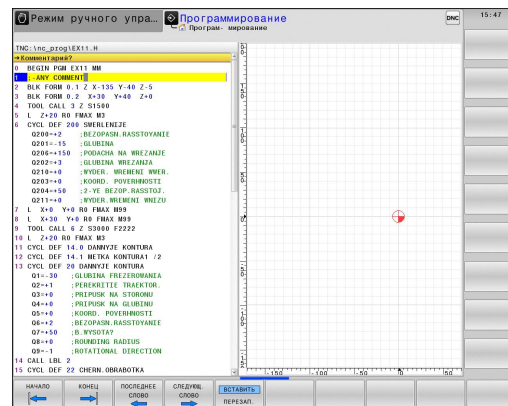 Режим ручного упра…
Программирование
Програм- мирование
DNC
15:47
TNC:\nc_prog\EX11.H
→Комментарий?
0 BEGIN PGM EX11 MM
1 ;-ANY COMMENT
2 BLK FORM 0.1 Z X-135 Y-40 Z-5
3 BLK FORM 0.2 X+30 Y+40 Z+0
4 TOOL CALL 3 Z S1500
5 L Z+20 R0 FMAX M3
6 CYCL DEF 200 SWERLENIJE
Q200=+2 ;BEZOPASN.RASSTOYANIE
Q201=-15 ;GLUBINA
Q206=+150 ;PODACHA NA WREZANJE
Q202=+3 ;GLUBINA WREZANJA
Q210=+0 ;WYDER. WREMENI WWER.
Q203=+0 ;KOORD. POVERHNOSTI
Q204=+50 ;2-YE BEZOP.RASSTOJ.
Q211=+0 ;WYDER.WREMENI WNIZU
7 L X+0 Y+0 R0 FMAX M99
8 L X+30 Y+0 R0 FMAX M99
9 TOOL CALL 6 Z S3000 F2222
10 L Z+20 R0 FMAX M3
11 CYCL DEF 14.0 DANNYJE KONTURA
12 CYCL DEF 14.1 METKA KONTURA1 /2
13 CYCL DEF 20 DANNYJE KONTURA
Q1=-30 ;GLUBINA FREZEROWANIA
Q2=+1 ;PEREKRITIE TRAEKTOR.
Q3=+0 ;PRIPUSK NA STORONU
Q4=+0 ;PRIPUSK NA GLUBINU
Q5=+0 ;KOORD. POVERHNOSTI
Q6=+2 ;BEZOPASN.RASSTOYANIE
Q7=+50 ;B.WYSOTA?
Q8=+0 ;ROUNDING RADIUS
Q9=-1 ;ROTATIONAL DIRECTION
14 CALL LBL 2
15 CYCL DEF 22 CHERN.OBRABOTKA
-150 -100 -50 0 50
НАЧАЛО
КОНЕЦ
ПОСЛЕДНЕЕ
СЛОВО
СЛЕДУЮЩ.
СЛОВО
ВСТАВИТЬ
ПЕРЕЗАП.